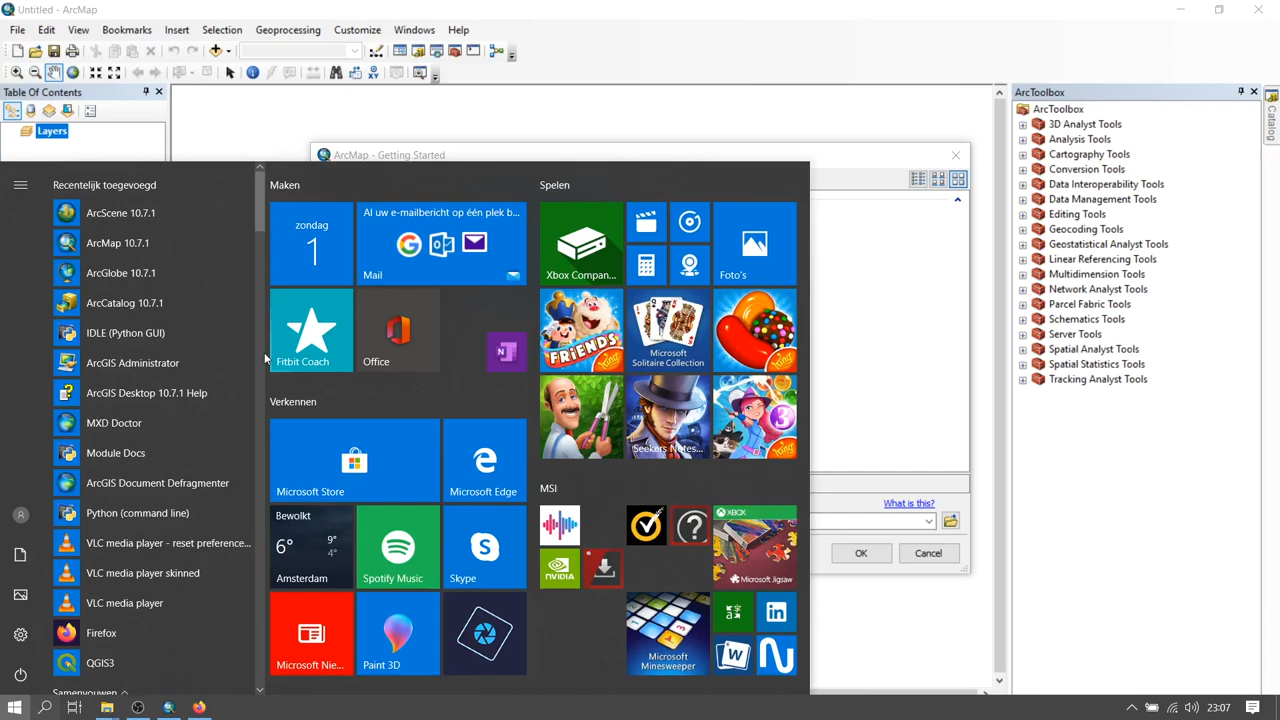 Untitled - ArcMap
File Edit View Bookmarks Insert Selection Geoprocessing Customize Windows Help
Table Of Contents
Layers
ArcMap - Getting Started
What is this?
OK Cancel
ArcToolbox
ArcToolbox
3D Analyst Tools
Analysis Tools
Cartography Tools
Conversion Tools
Data Interoperability Tools
Data Management Tools
Editing Tools
Geocoding Tools
Geostatistical Analyst Tools
Linear Referencing Tools
Multidimension Tools
Network Analyst Tools
Parcel Fabric Tools
Schematics Tools
Server Tools
Spatial Analyst Tools
Spatial Statistics Tools
Tracking Analyst Tools
Catalog
Recentelijk toegevoegd
ArcScene 10.7.1
ArcMap 10.7.1
ArcGlobe 10.7.1
ArcCatalog 10.7.1
IDLE (Python GUI)
ArcGIS Administrator
ArcGIS Desktop 10.7.1 Help
MXD Doctor
Module Docs
ArcGIS Document Defragmenter
Python (command line)
VLC media player - reset preference...
VLC media player skinned
VLC media player
Firefox
QGIS3
Samenvouwen
Maken
zondag
1
Al uw e-mailbericht op één plek b...
Mail
Fitbit Coach
Office
Verkennen
Microsoft Store
Microsoft Edge
Bewolkt
6° 9°
4°
Amsterdam
Spotify Music
Skype
Microsoft Nie...
Paint 3D
Spelen
Xbox Compan...
Foto's
FRIENDS
Microsoft
Solitaire Collection
Seekers Notes...
King
MSI
NVIDIA
XBOX
Microsoft Jigsaw
Microsoft
Minesweeper
23:07